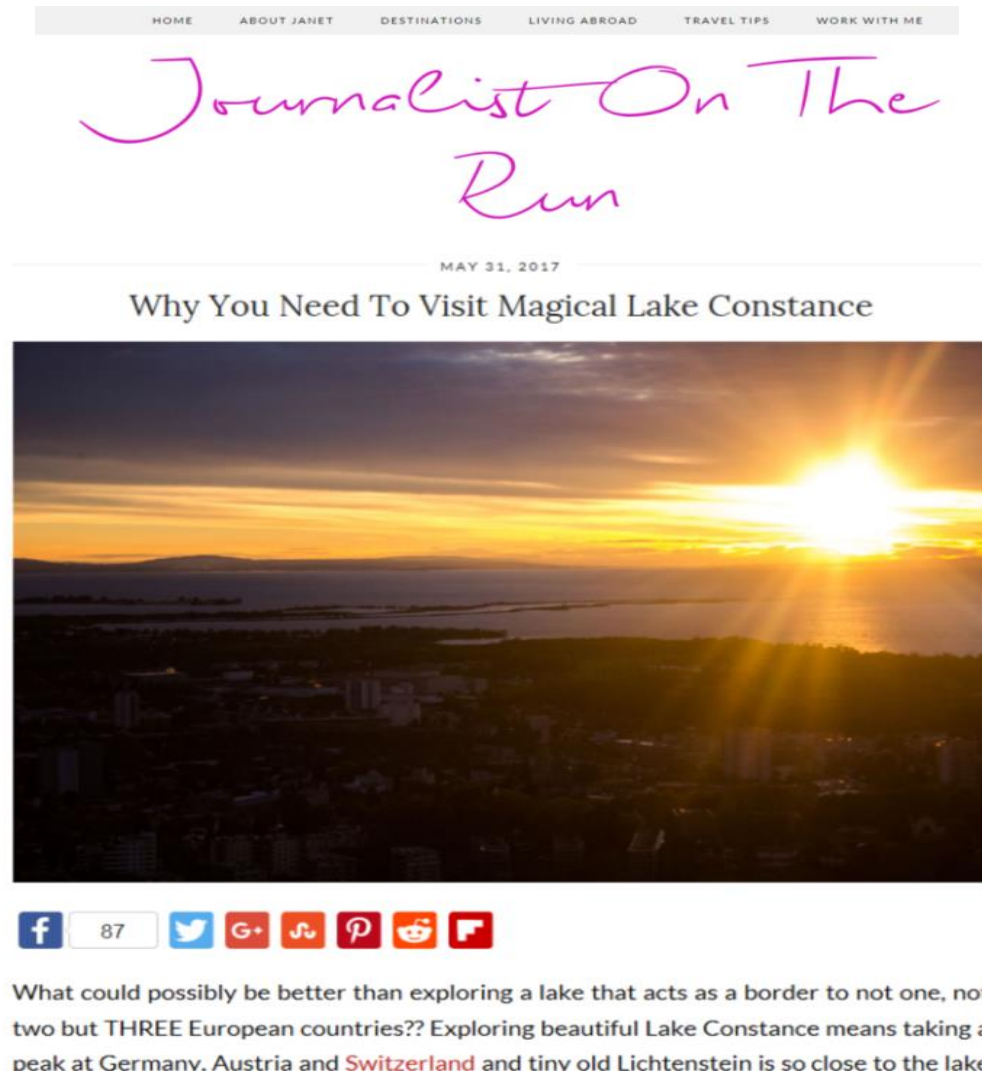 HOME ABOUT JANET DESTINATIONS LIVING ABROAD TRAVEL TIPS WORK WITH ME
Journalist On The
Run
MAY 31, 2017
Why You Need To Visit Magical Lake Constance
87
What could possibly be better than exploring a lake that acts as a border to not one, not
two but THREE European countries?? Exploring beautiful Lake Constance means taking a
peak at Germany, Austria and Switzerland and tiny old Lichtenstein is so close to the lake